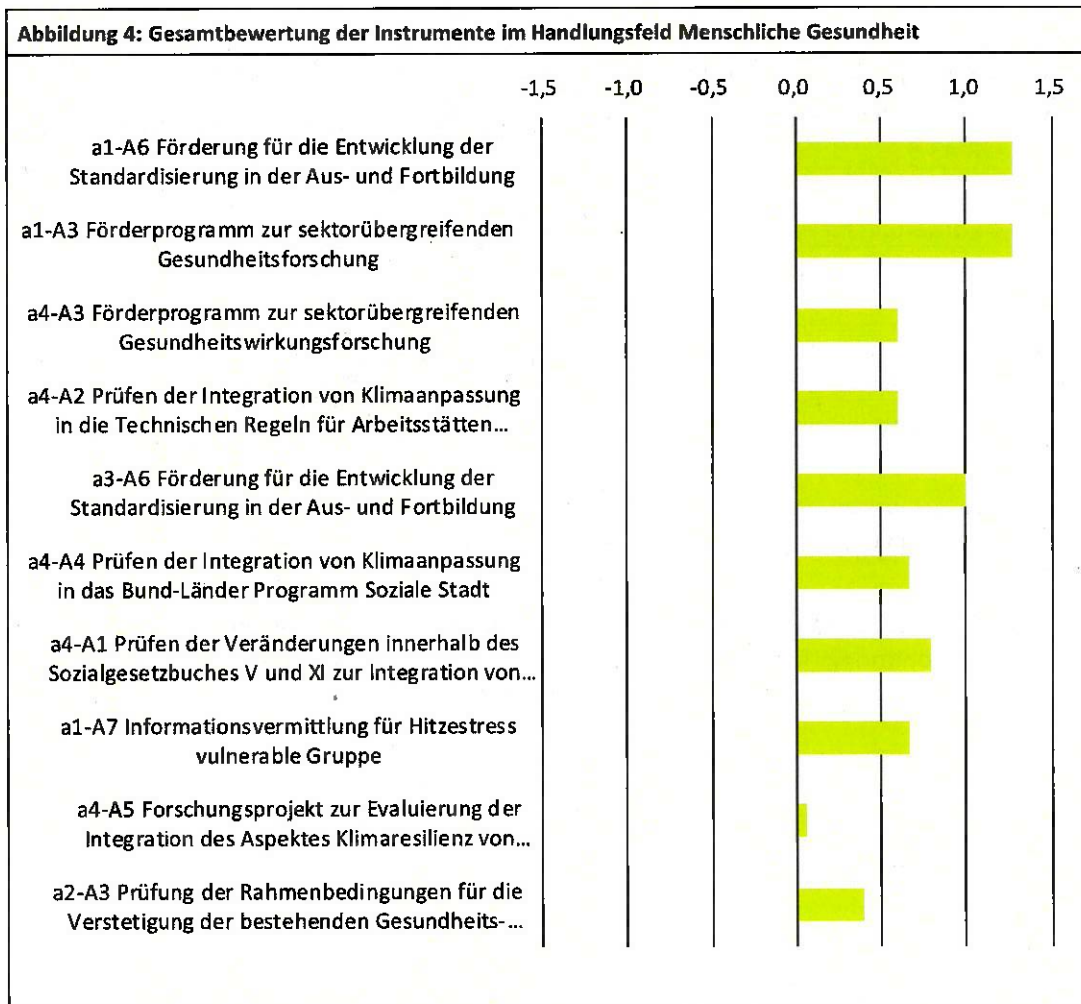 Abbildung 4: Gesamtbewertung der Instrumente im Handlungsfeld Menschliche Gesundheit
-1,5 -1,0 -0,5 0,0 0,5 1,0 1,5
a1-A6 Förderung für die Entwicklung der
Standardisierung in der Aus- und Fortbildung
a1-A3 Förderprogramm zur sektorübergreifenden
Gesundheitsforschung
a4-A3 Förderprogramm zur sektorübergreifenden
Gesundheitswirkungsforschung
a4-A2 Prüfen der Integration von Klimaanpassung
in die Technischen Regeln für Arbeitsstätten...
a3-A6 Förderung für die Entwicklung der
Standardisierung in der Aus- und Fortbildung
a4-A4 Prüfen der Integration von Klimaanpassung
in das Bund-Länder Programm Soziale Stadt
a4-A1 Prüfen der Veränderungen innerhalb des
Sozialgesetzbuches V und XI zur Integration von...
a1-A7 Informationsvermittlung für Hitzestress
vulnerable Gruppe
a4-A5 Forschungsprojekt zur Evaluierung der
Integration des Aspektes Klimaresilienz von...
a2-A3 Prüfung der Rahmenbedingungen für die
Verstetigung der bestehenden Gesundheits-...